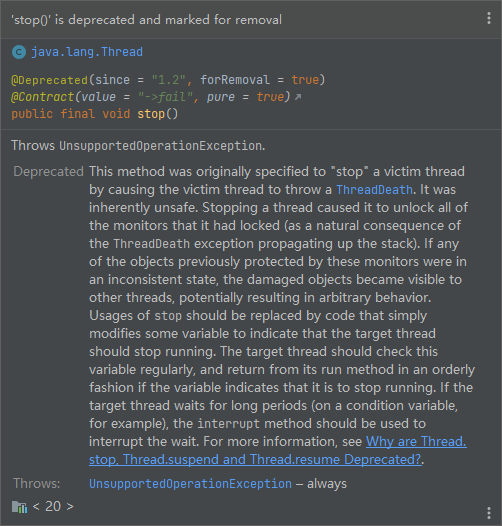 'stop()' is deprecated and marked for removal
C java.lang.Thread
@Deprecated(since = "1.2", forRemoval = true)
@Contract(value = "->fail", pure = true)↗
public final void stop()
Throws UnsupportedOperationException.
Deprecated This method was originally specified to "stop" a victim thread
by causing the victim thread to throw a ThreadDeath. It was
inherently unsafe. Stopping a thread caused it to unlock all of
the monitors that it had locked (as a natural consequence of
the ThreadDeath exception propagating up the stack). If any
of the objects previously protected by these monitors were in
an inconsistent state, the damaged objects became visible to
other threads, potentially resulting in arbitrary behavior.
Usages of stop should be replaced by code that simply
modifies some variable to indicate that the target thread
should stop running. The target thread should check this
variable regularly, and return from its run method in an orderly
fashion if the variable indicates that it is to stop running. If the
target thread waits for long periods (on a condition variable,
for example), the interrupt method should be used to
interrupt the wait. For more information, see Why are Thread.
stop, Thread.suspend and Thread.resume Deprecated?.
Throws: UnsupportedOperationException – always
< 20 >